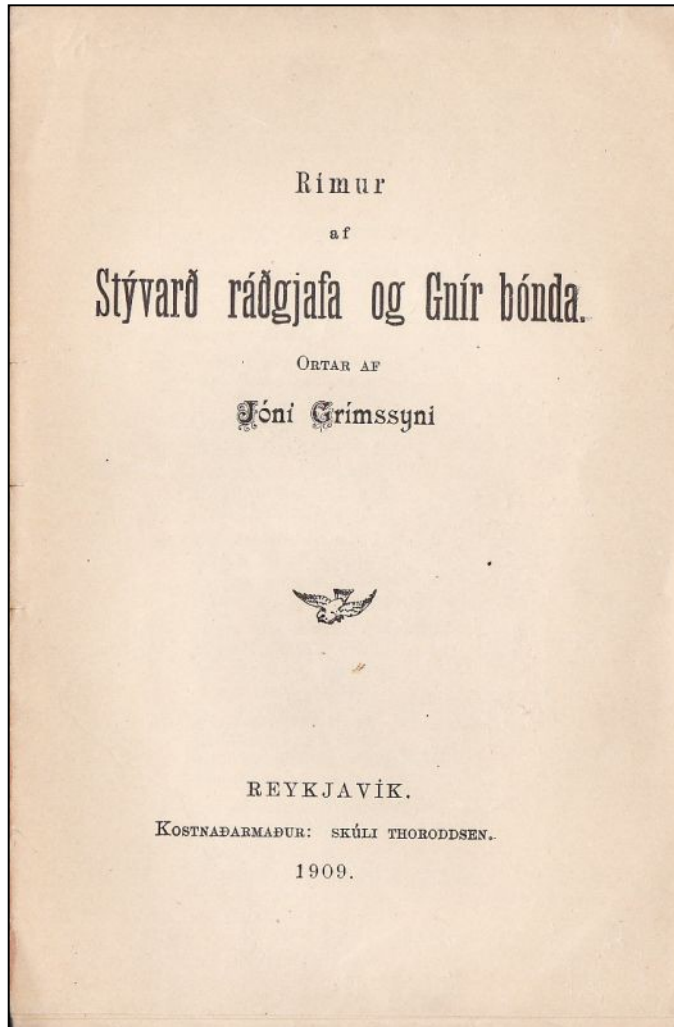 Rímur
af
Stývarð ráðgjafa og Gnír bónda.
ORTAR AF
Jóni Grímssyni
REYKJAVÍK.
KOSTNAÐARMAÐUR: SKÚLI THORODDSEN.
1909.